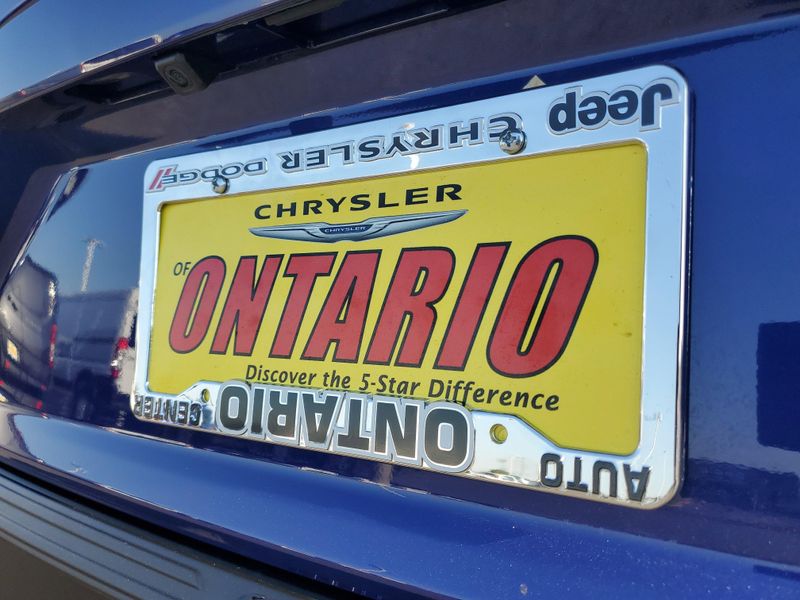 Jeep CHRYSLER DODGE
CHRYSLER
CHRYSLER
OF ONTARIO
Discover the 5-Star Difference
AUTO ONTARIO CENTER